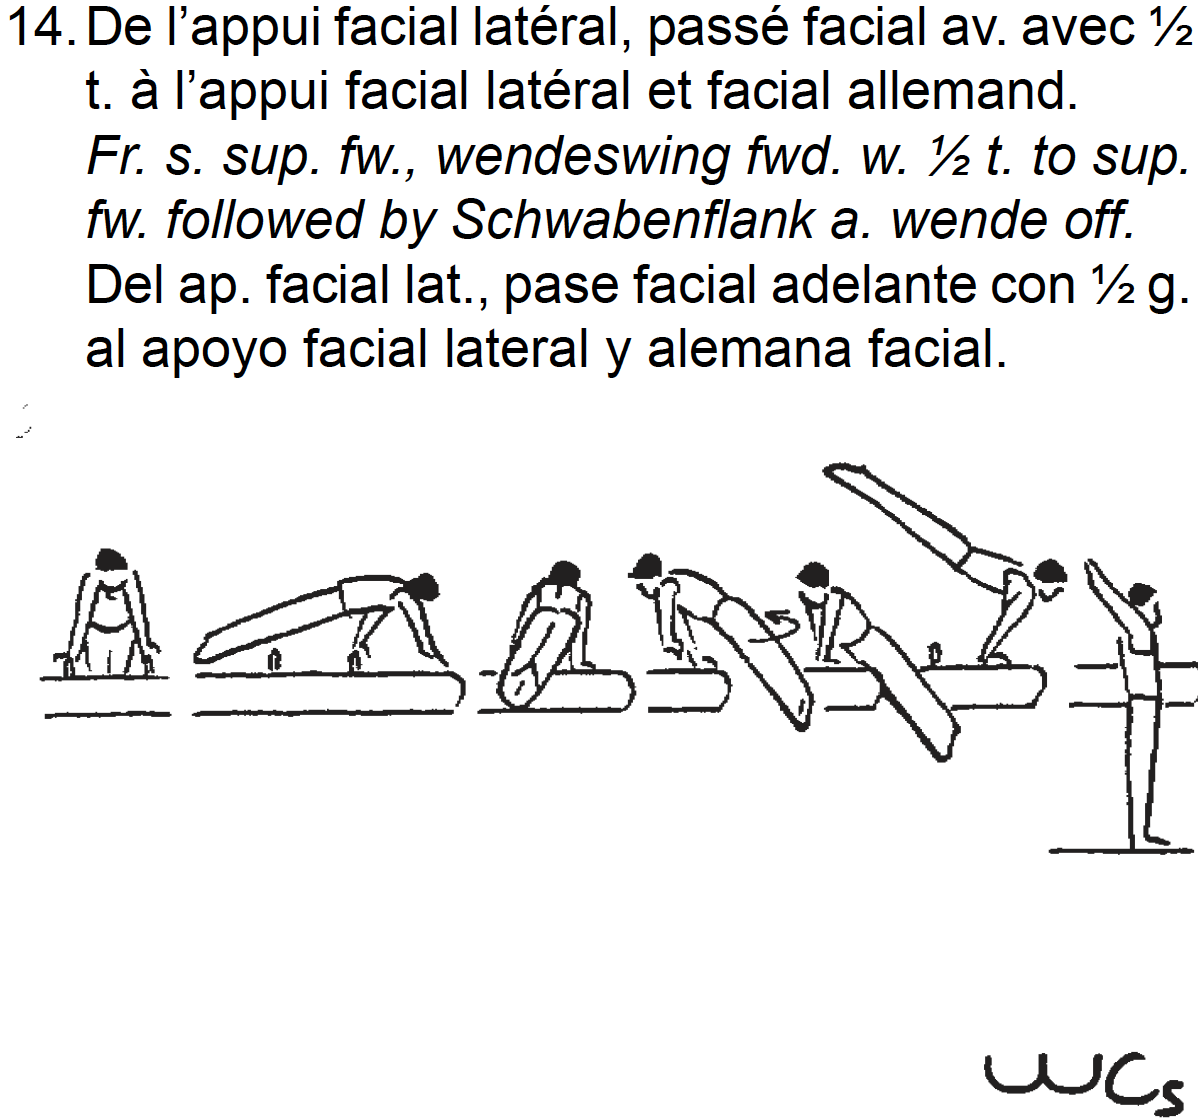 14. De l’appui facial latéral, passé facial av. avec ½
t. à l’appui facial latéral et facial allemand.
Fr. s. sup. fw., wendeswing fwd. w. ½ t. to sup.
fw. followed by Schwabenflank a. wende off.
Del ap. facial lat., pase facial adelante con ½ g.
al apoyo facial lateral y alemana facial.